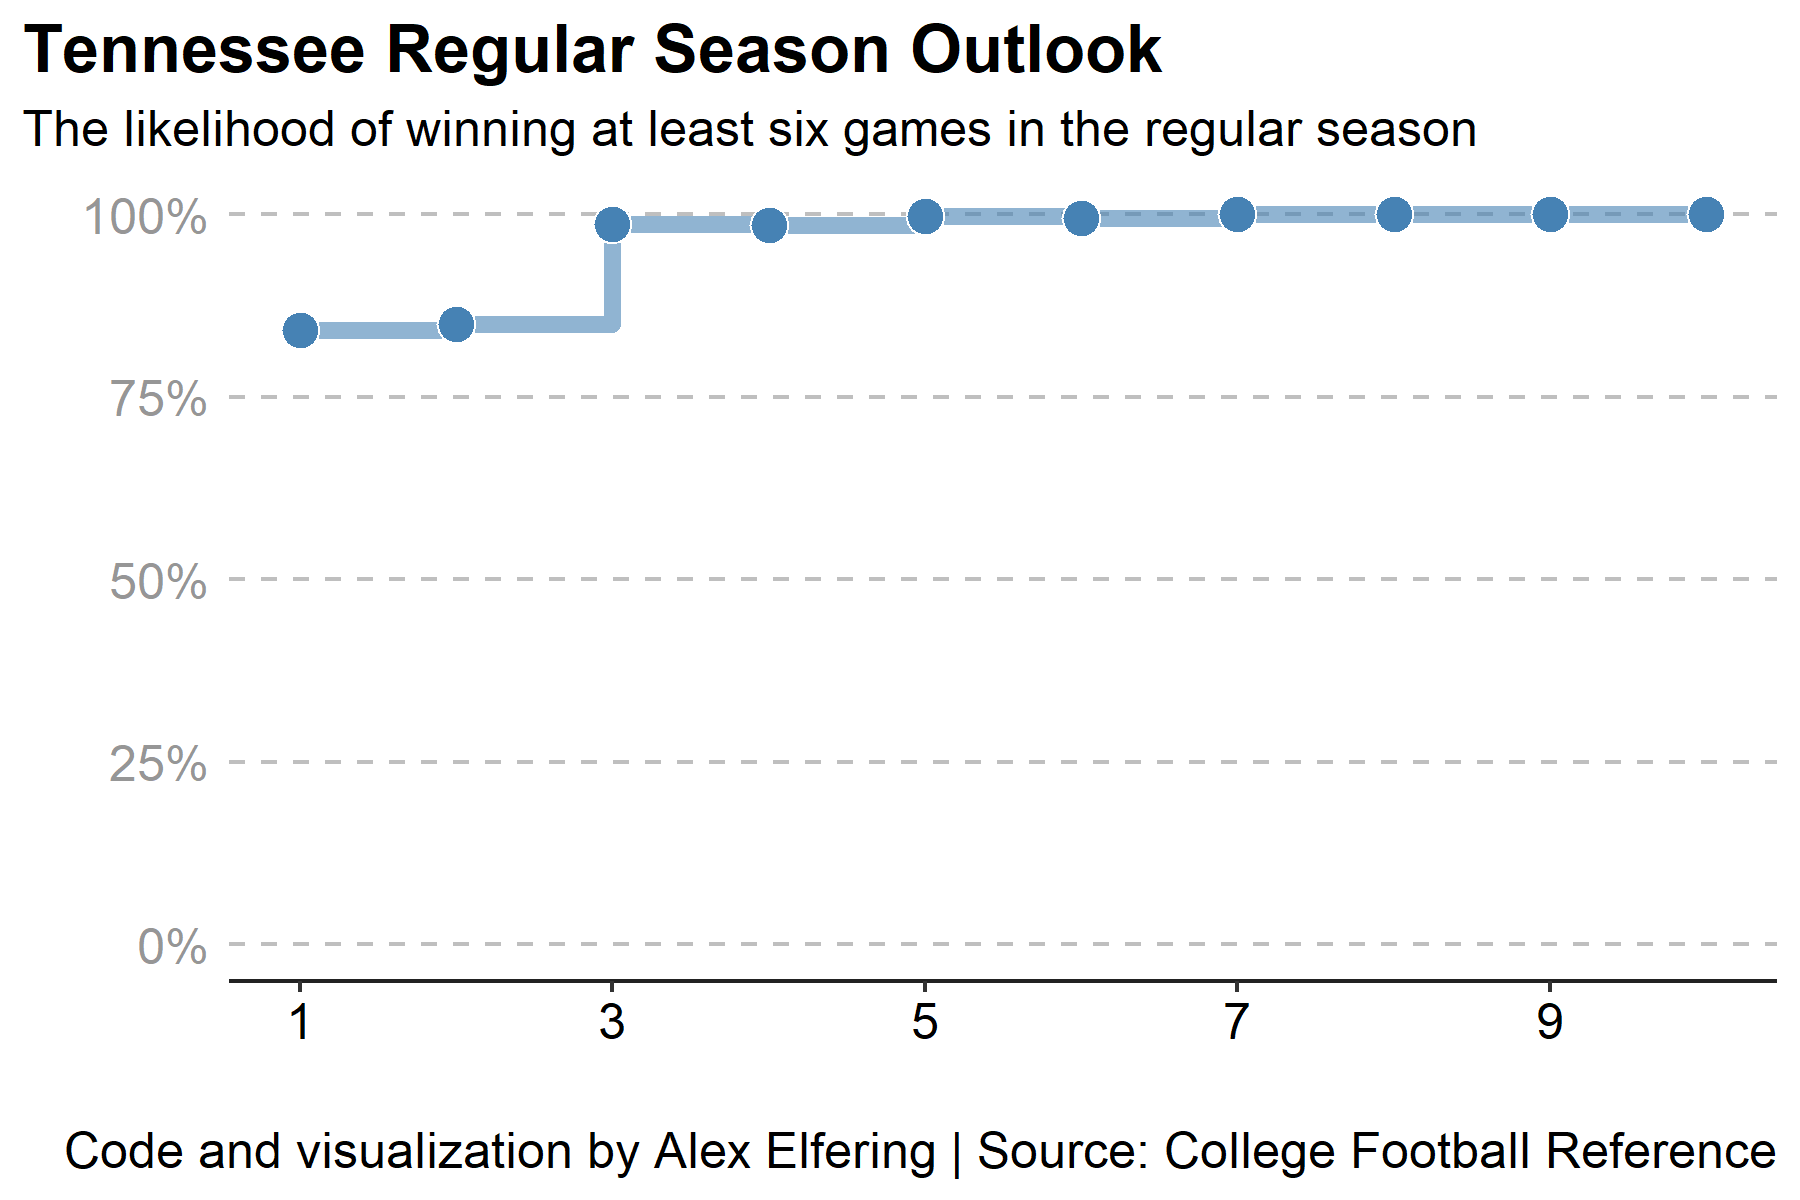 Tennessee Regular Season Outlook
The likelihood of winning at least six games in the regular season
100%
75%
50%
25%
0%
1 3 5 7 9
Code and visualization by Alex Elfering | Source: College Football Reference